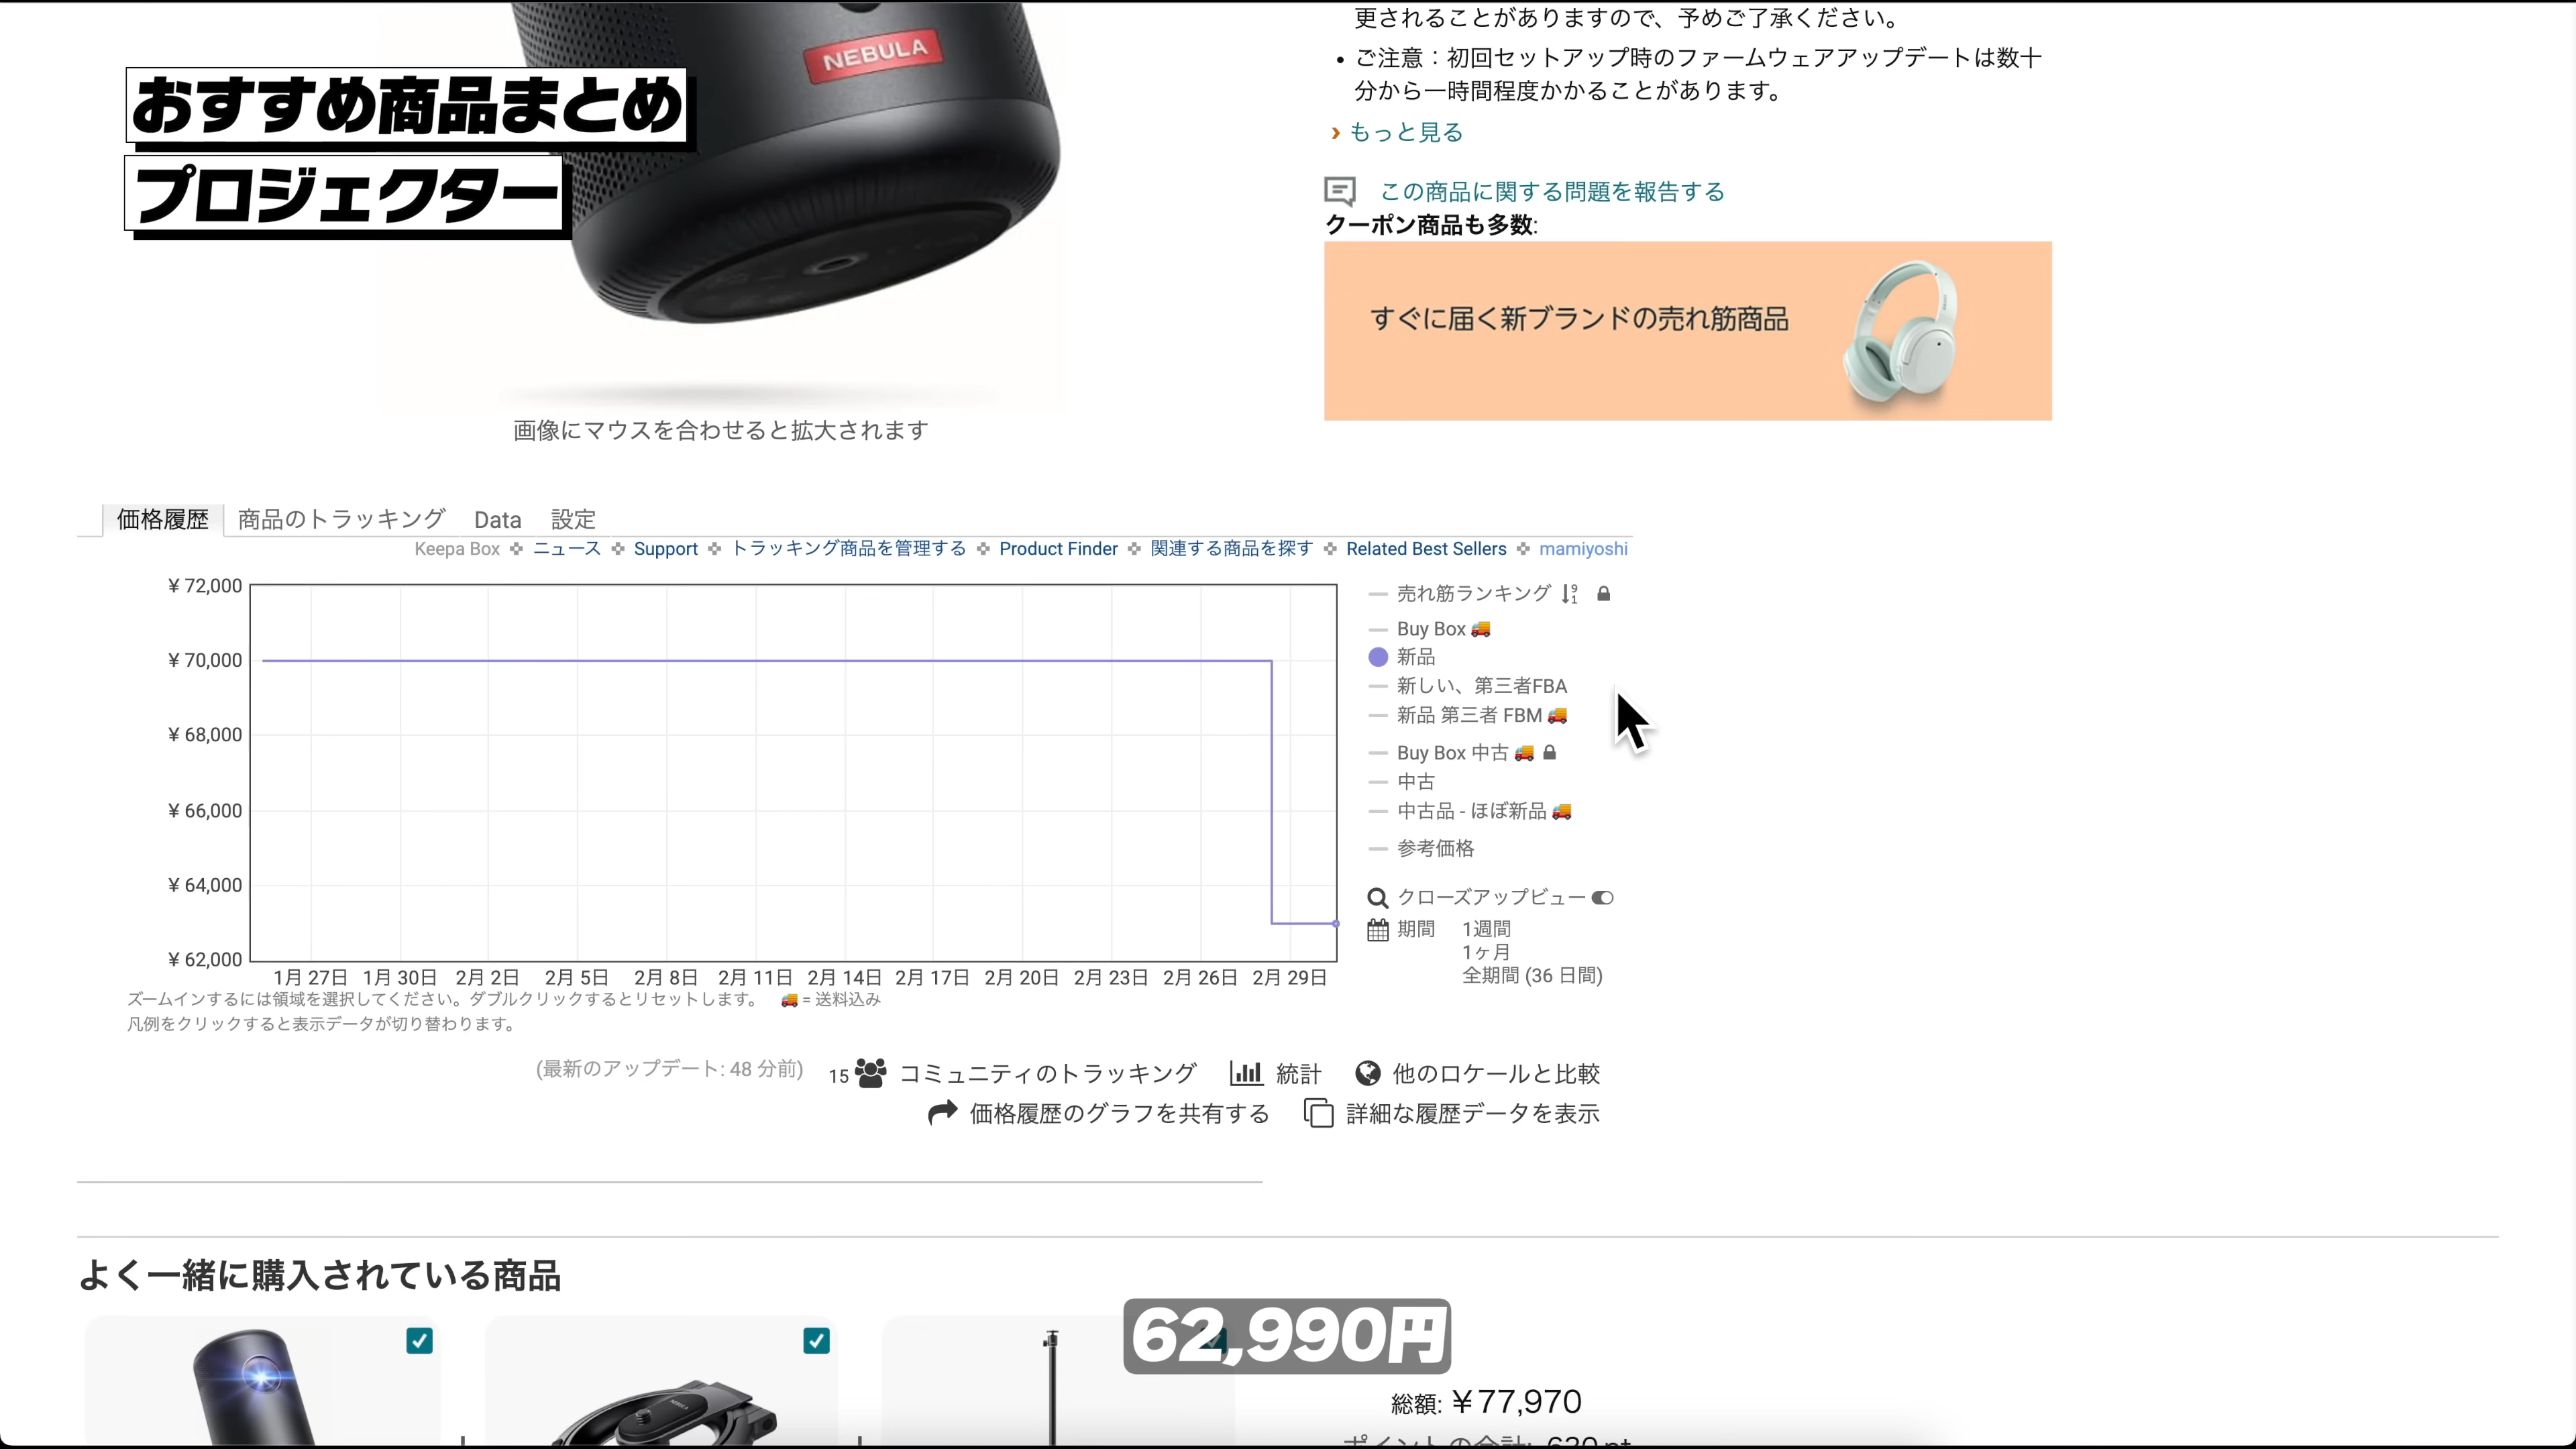 更されることがありますので、予めご了承ください。
• ご注意：初回セットアップ時のファームウェアアップデートは数十
分から一時間程度かかることがあります。
› もっと見る
この商品に関する問題を報告する
クーポン商品も多数:
すぐに届く新ブランドの売れ筋商品
NEBULA
おすすめ商品まとめ
プロジェクター
画像にマウスを合わせると拡大されます
価格履歴 商品のトラッキング Data 設定
Keepa Box ニュース Support トラッキング商品を管理する Product Finder 関連する商品を探す Related Best Sellers mamiyoshi
¥ 72,000
¥ 70,000
¥ 68,000
¥ 66,000
¥ 64,000
¥ 62,000
1月 27日 1月 30日 2月 2日 2月 5日 2月 8日 2月 11日 2月 14日 2月 17日 2月 20日 2月 23日 2月 26日 2月 29日
売れ筋ランキング
Buy Box
新品
新しい、第三者FBA
新品 第三者 FBM
Buy Box 中古
中古
中古品 - ほぼ新品
参考価格
クローズアップビュー
期間 1週間
1ヶ月
全期間 (36 日間)
ズームインするには領域を選択してください。ダブルクリックするとリセットします。 = 送料込み
凡例をクリックすると表示データが切り替わります。
(最新のアップデート: 48 分前) 15 コミュニティのトラッキング 統計 他のロケールと比較
価格履歴のグラフを共有する 詳細な履歴データを表示
よく一緒に購入されている商品
62,990円
総額: ¥77,970
ポイントの合計: 630 pt